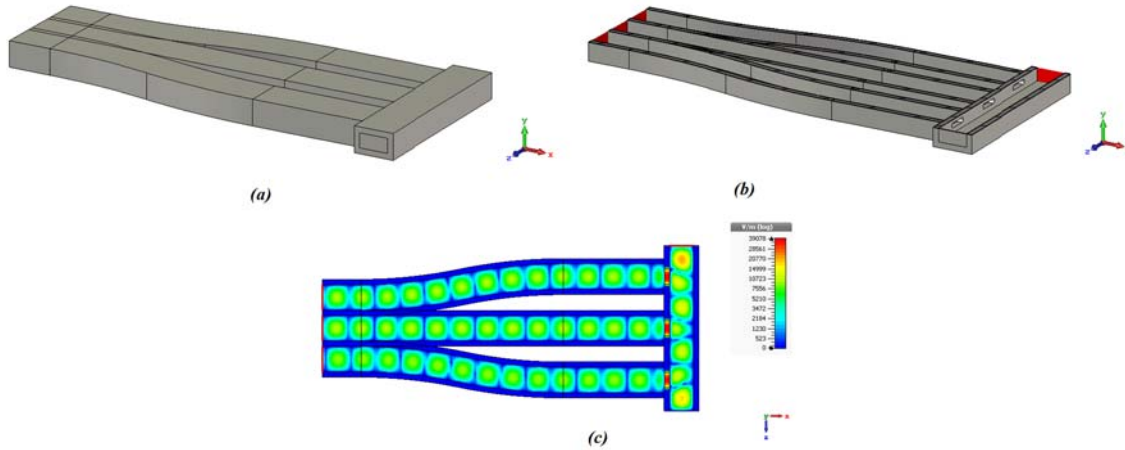 y
x
z
y
x
z
(a)
(b)
V/m (log)
39078
28561
20770
14999
10723
7556
5210
3472
2184
1230
523
0
y
x
z
(c)